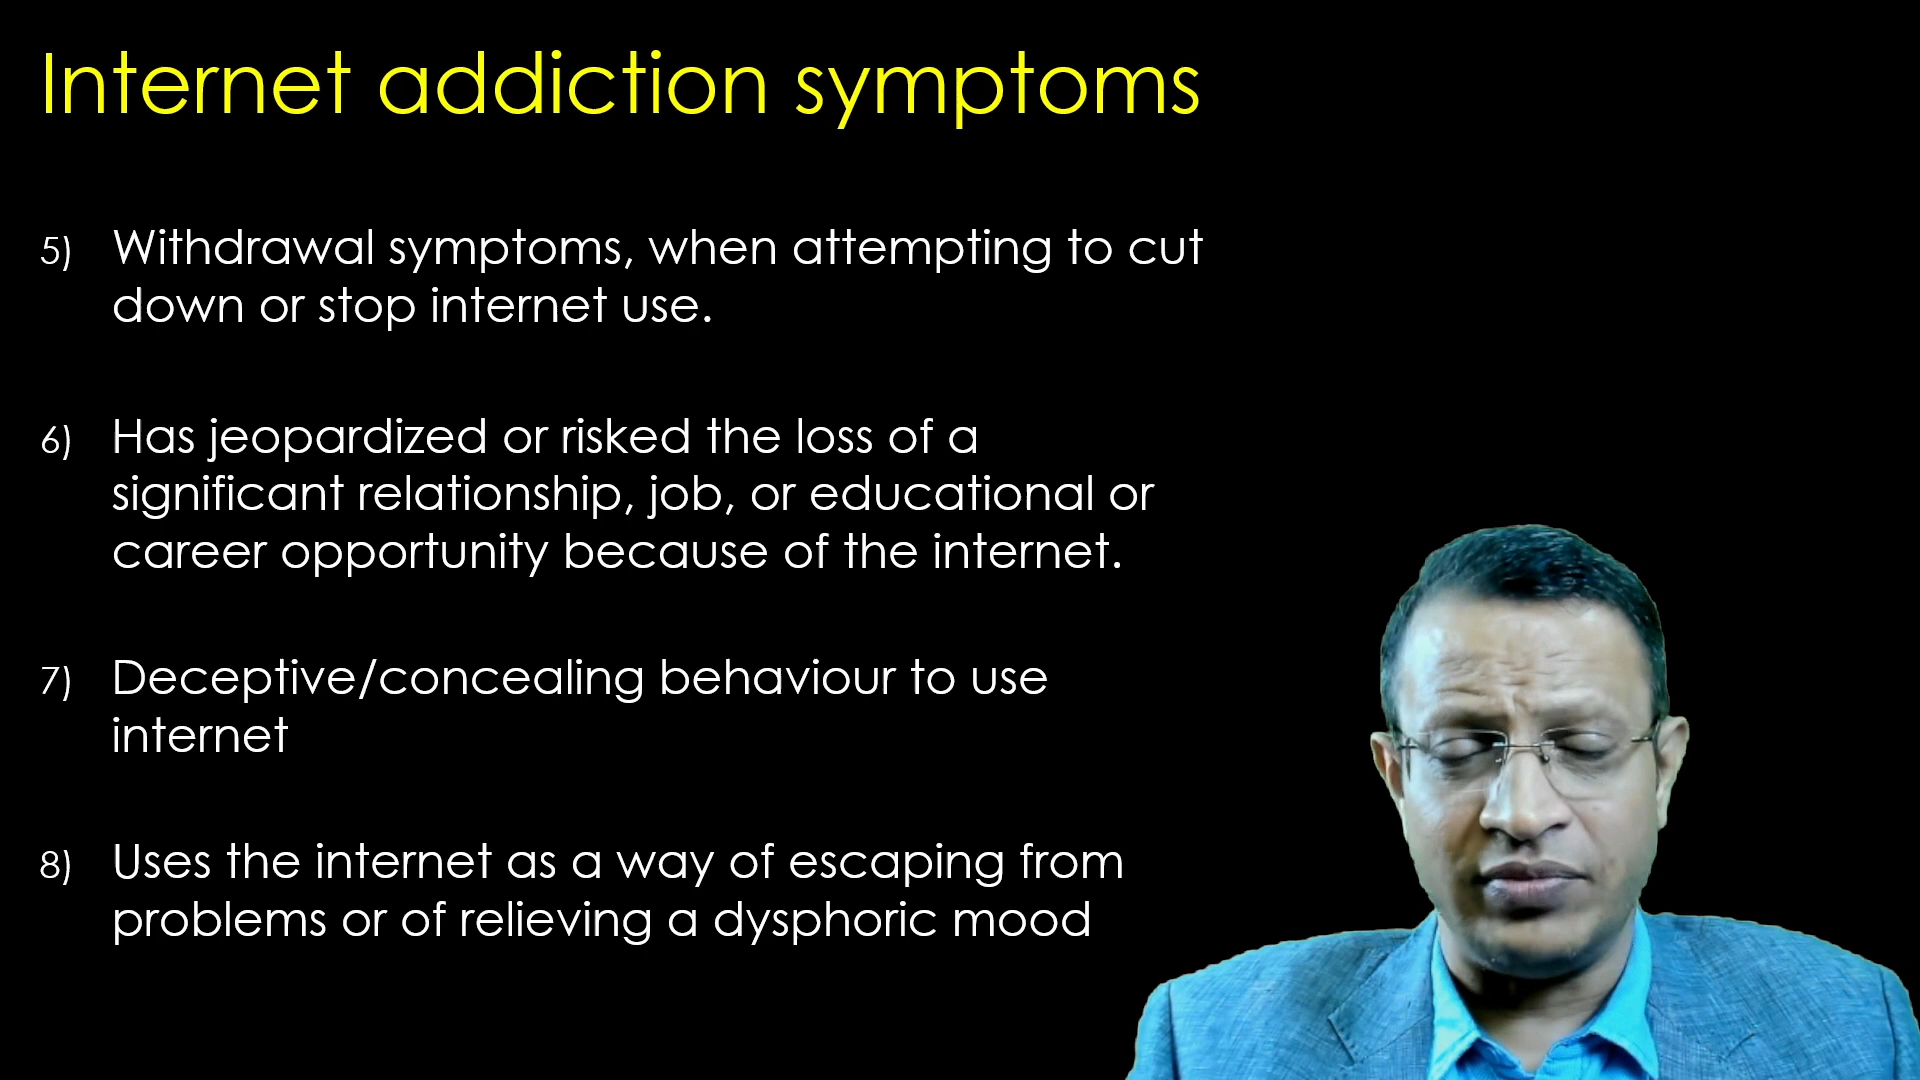 Internet addiction symptoms
5) Withdrawal symptoms, when attempting to cut
down or stop internet use.
6) Has jeopardized or risked the loss of a
significant relationship, job, or educational or
career opportunity because of the internet.
7) Deceptive/concealing behaviour to use
internet
8) Uses the internet as a way of escaping from
problems or of relieving a dysphoric mood